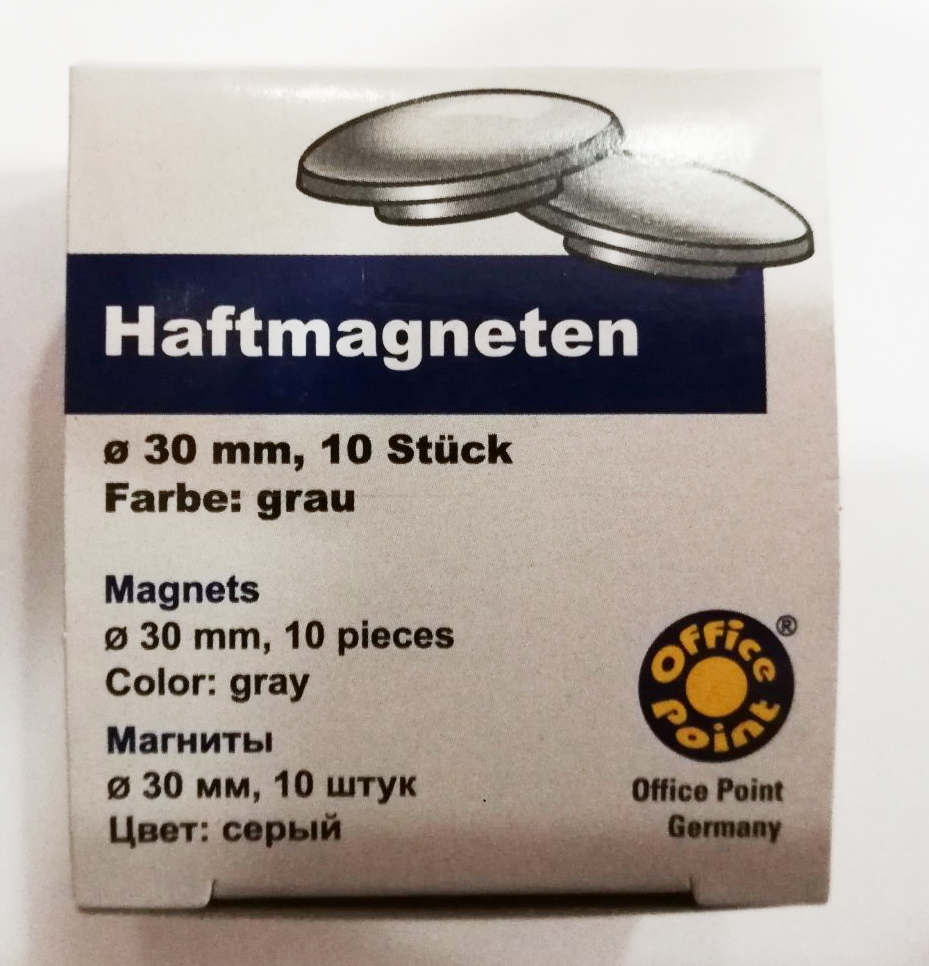 Haftmagneten
ø 30 mm, 10 Stück
Farbe: grau
Magnets
ø 30 mm, 10 pieces
Color: gray
Магниты
ø 30 мм, 10 штук
Цвет: серый
Office
Point
®
Office Point
Germany